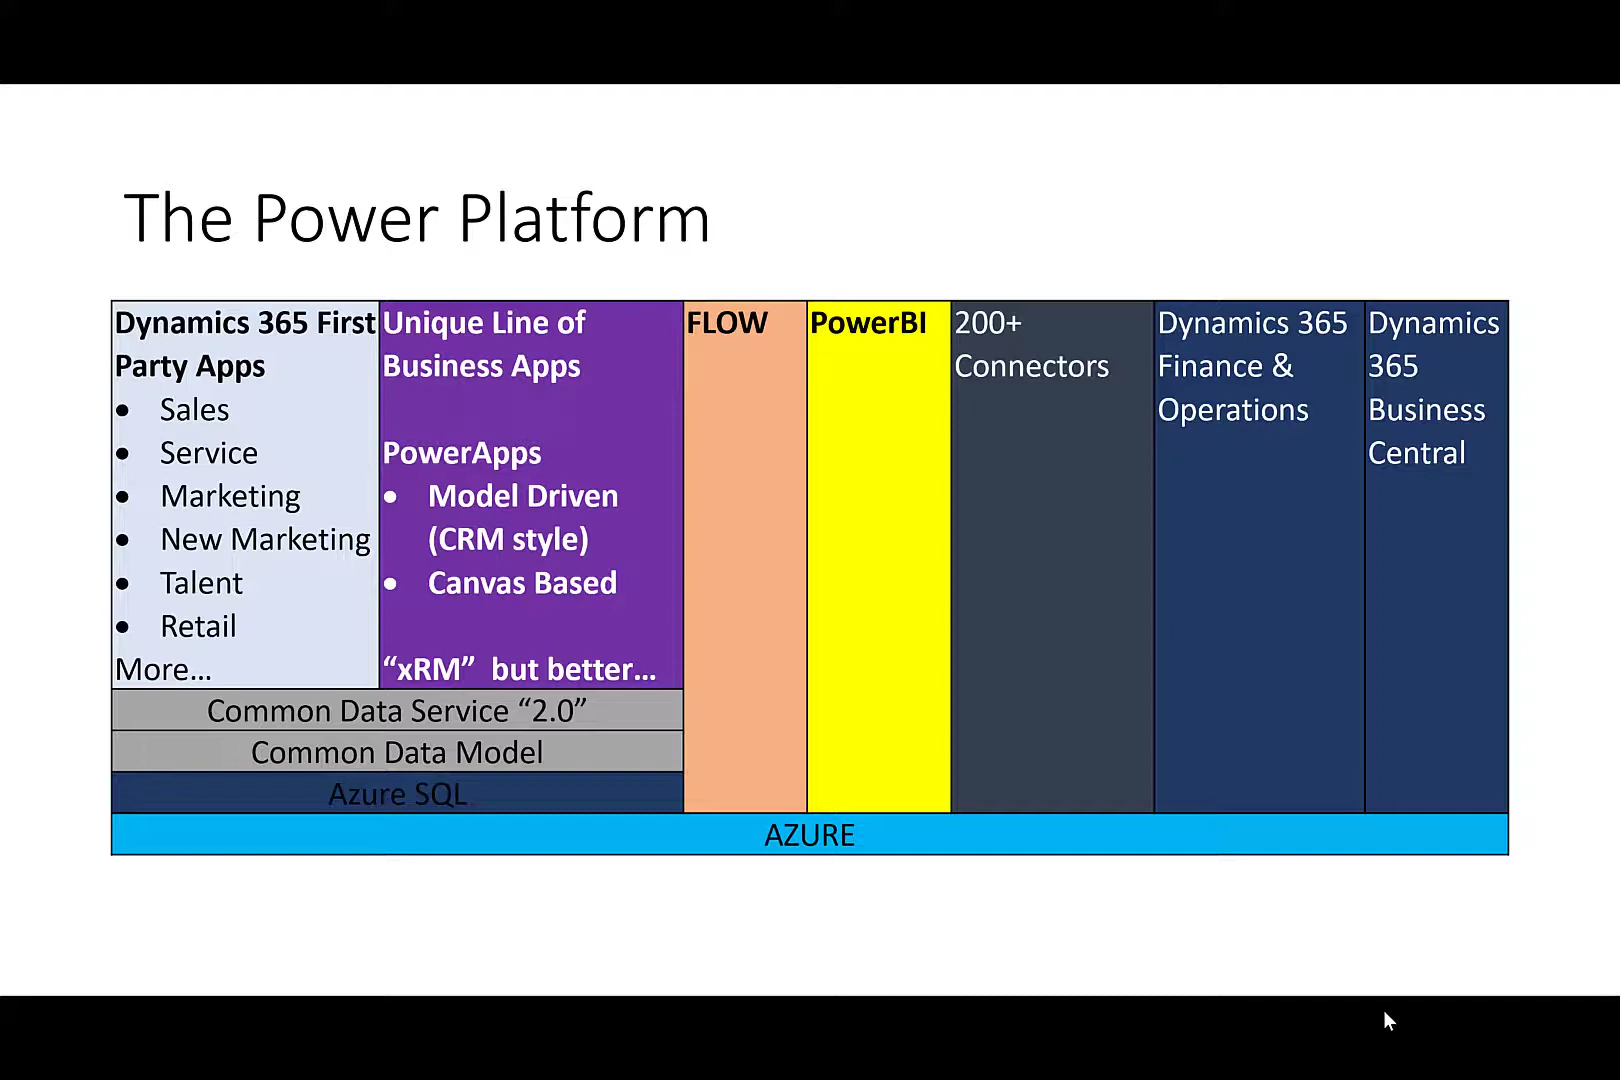 The Power Platform
Dynamics 365 First
Party Apps
• Sales
• Service
• Marketing
• New Marketing
• Talent
• Retail
More...
Unique Line of
Business Apps
PowerApps
• Model Driven
(CRM style)
• Canvas Based
“xRM”  but better...
FLOW
PowerBI
200+
Connectors
Dynamics 365
Finance &
Operations
Dynamics
365
Business
Central
Common Data Service “2.0”
Common Data Model
Azure SQL
AZURE